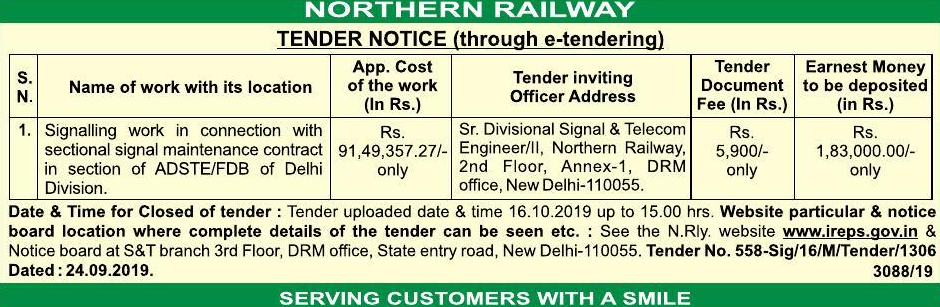 NORTHERN RAILWAY
TENDER NOTICE (through e-tendering)
S. N.
Name of work with its location
App. Cost of the work (In Rs.)
Tender inviting Officer Address
Tender Document Fee (In Rs.)
Earnest Money to be deposited (in Rs.)
1.
Signalling work in connection with
sectional signal maintenance contract
in section of ADSTE/FDB of Delhi
Division.
Rs.
91,49,357.27/-
only
Sr. Divisional Signal & Telecom
Engineer/II, Northern Railway,
2nd Floor, Annex-1, DRM
office, New Delhi-110055.
Rs.
5,900/-
only
Rs.
1,83,000.00/-
only
Date & Time for Closed of tender : Tender uploaded date & time 16.10.2019 up to 15.00 hrs. Website particular & notice
board location where complete details of the tender can be seen etc. : See the N.Rly. website www.ireps.gov.in &
Notice board at S&T branch 3rd Floor, DRM office, State entry road, New Delhi-110055. Tender No. 558-Sig/16/M/Tender/1306
Dated : 24.09.2019. 3088/19
SERVING CUSTOMERS WITH A SMILE